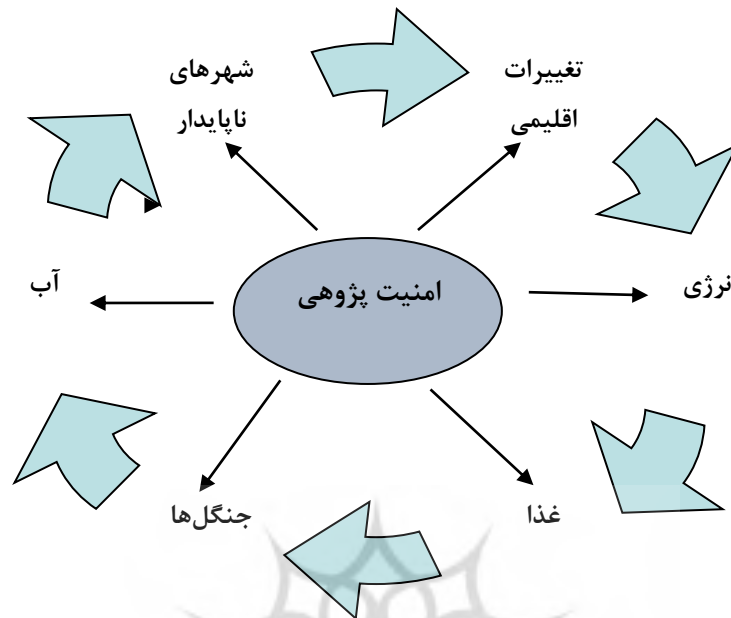 تغییرات
اقلیمی
شهرهای
ناپایدار
نرژی
امنیت پژوهی
آب
غذا
جنگل‌ها